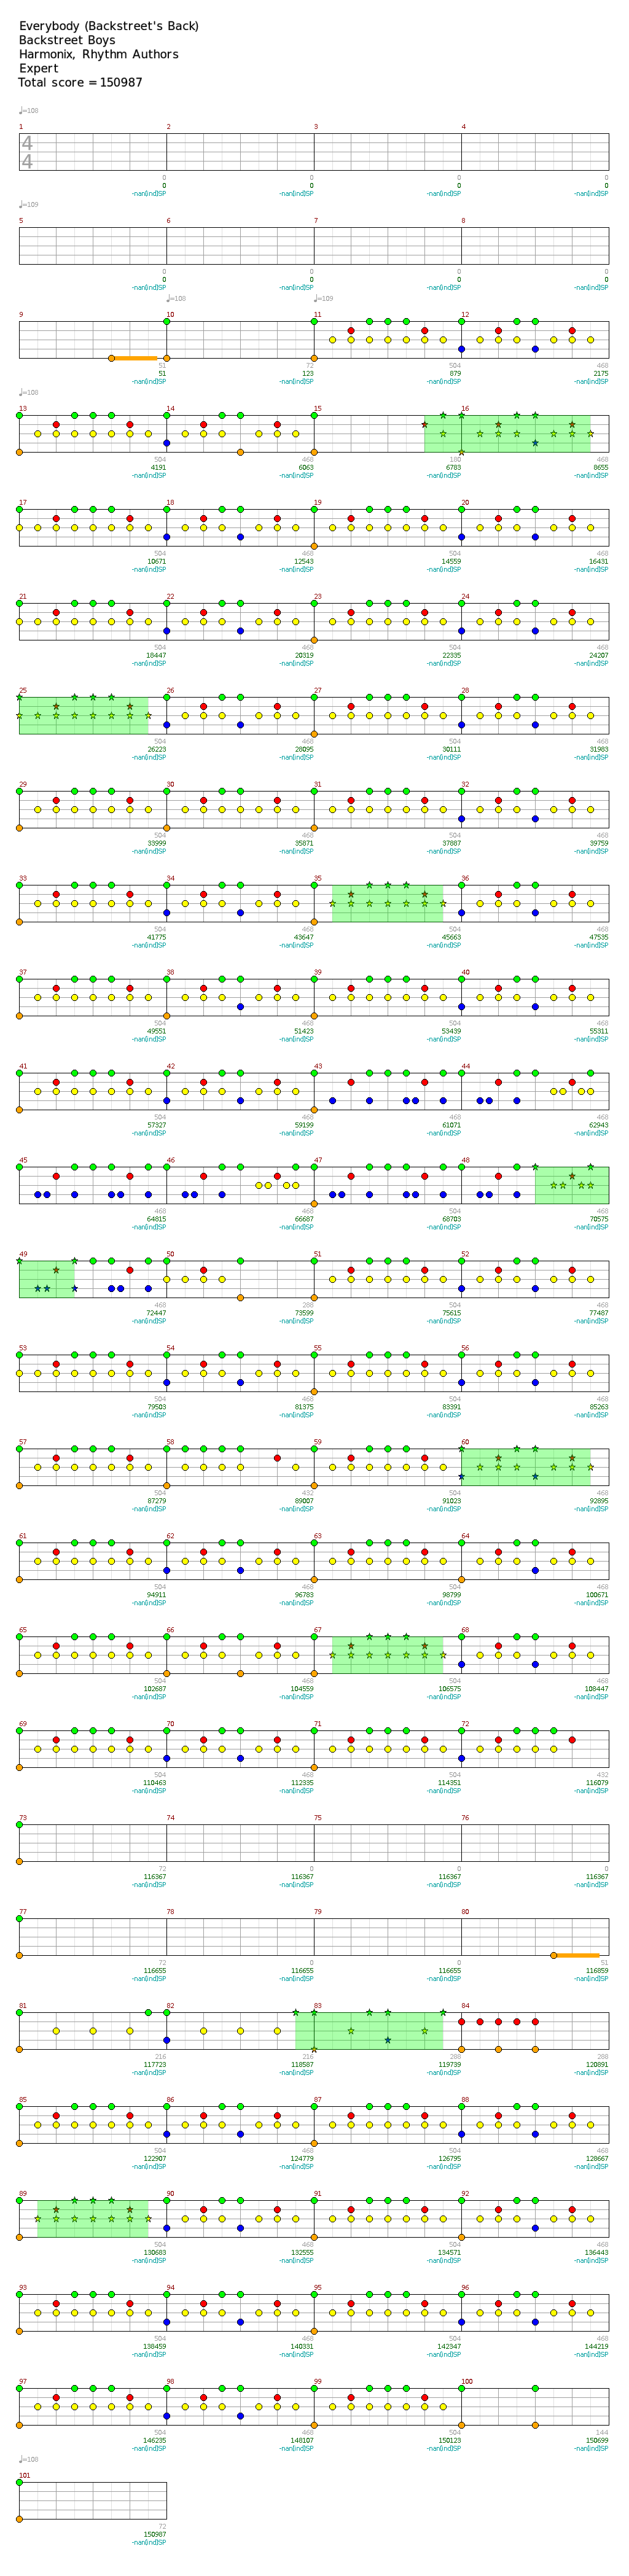 Everybody (Backstreet's Back)
Backstreet Boys
Harmonix, Rhythm Authors
Expert
Total score = 150987
♩=108
1 2 3 4
4
4
0 0 0 0
0 0 0 0
-nan(ind)SP -nan(ind)SP -nan(ind)SP -nan(ind)SP
♩=109
5 6 7 8
0 0 0 0
0 0 0 0
-nan(ind)SP -nan(ind)SP -nan(ind)SP -nan(ind)SP
♩=108 ♩=109
9 10 11 12
51 72 504 468
51 123 879 2175
-nan(ind)SP -nan(ind)SP -nan(ind)SP -nan(ind)SP
♩=108
13 14 15 16
504 468 180 468
4191 6063 6783 8655
-nan(ind)SP -nan(ind)SP -nan(ind)SP -nan(ind)SP
17 18 19 20
504 468 504 468
10671 12543 14559 16431
-nan(ind)SP -nan(ind)SP -nan(ind)SP -nan(ind)SP
21 22 23 24
504 468 504 468
18447 20319 22335 24207
-nan(ind)SP -nan(ind)SP -nan(ind)SP -nan(ind)SP
25 26 27 28
504 468 504 468
26223 28095 30111 31983
-nan(ind)SP -nan(ind)SP -nan(ind)SP -nan(ind)SP
29 30 31 32
504 468 504 468
33999 35871 37887 39759
-nan(ind)SP -nan(ind)SP -nan(ind)SP -nan(ind)SP
33 34 35 36
504 468 504 468
41775 43647 45663 47535
-nan(ind)SP -nan(ind)SP -nan(ind)SP -nan(ind)SP
37 38 39 40
504 468 504 468
49551 51423 53439 55311
-nan(ind)SP -nan(ind)SP -nan(ind)SP -nan(ind)SP
41 42 43 44
504 468 468 468
57327 59199 61071 62943
-nan(ind)SP -nan(ind)SP -nan(ind)SP -nan(ind)SP
45 46 47 48
468 468 504 468
64815 66687 68703 70575
-nan(ind)SP -nan(ind)SP -nan(ind)SP -nan(ind)SP
49 50 51 52
468 288 504 468
72447 73599 75615 77487
-nan(ind)SP -nan(ind)SP -nan(ind)SP -nan(ind)SP
53 54 55 56
504 468 504 468
79503 81375 83391 85263
-nan(ind)SP -nan(ind)SP -nan(ind)SP -nan(ind)SP
57 58 59 60
504 432 504 468
87279 89007 91023 92895
-nan(ind)SP -nan(ind)SP -nan(ind)SP -nan(ind)SP
61 62 63 64
504 468 504 468
94911 96783 98799 100671
-nan(ind)SP -nan(ind)SP -nan(ind)SP -nan(ind)SP
65 66 67 68
504 468 504 468
102687 104559 106575 108447
-nan(ind)SP -nan(ind)SP -nan(ind)SP -nan(ind)SP
69 70 71 72
504 468 504 432
110463 112335 114351 116079
-nan(ind)SP -nan(ind)SP -nan(ind)SP -nan(ind)SP
73 74 75 76
72 0 0 0
116367 116367 116367 116367
-nan(ind)SP -nan(ind)SP -nan(ind)SP -nan(ind)SP
77 78 79 80
72 0 0 51
116655 116655 116655 116859
-nan(ind)SP -nan(ind)SP -nan(ind)SP -nan(ind)SP
81 82 83 84
216 216 288 288
117723 118587 119739 120891
-nan(ind)SP -nan(ind)SP -nan(ind)SP -nan(ind)SP
85 86 87 88
504 468 504 468
122907 124779 126795 128667
-nan(ind)SP -nan(ind)SP -nan(ind)SP -nan(ind)SP
89 90 91 92
504 468 504 468
130683 132555 134571 136443
-nan(ind)SP -nan(ind)SP -nan(ind)SP -nan(ind)SP
93 94 95 96
504 468 504 468
138459 140331 142347 144219
-nan(ind)SP -nan(ind)SP -nan(ind)SP -nan(ind)SP
97 98 99 100
504 468 504 144
146235 148107 150123 150699
-nan(ind)SP -nan(ind)SP -nan(ind)SP -nan(ind)SP
♩=108
101
72
150987
-nan(ind)SP